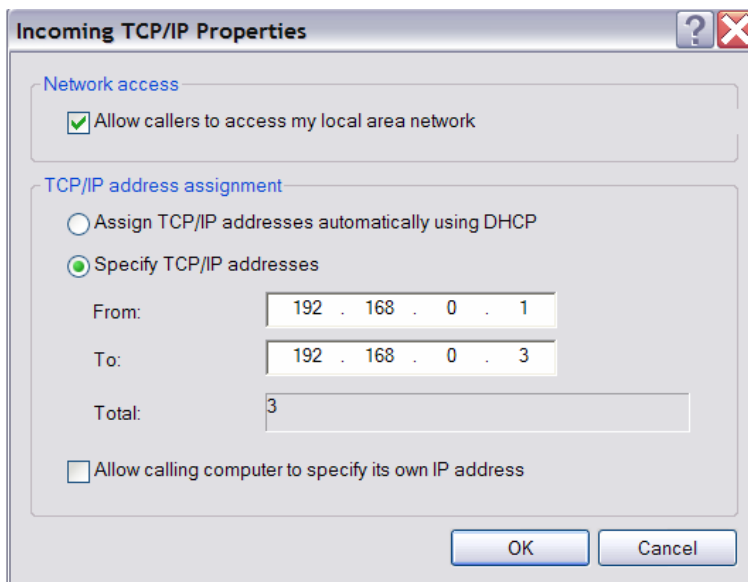 Incoming TCP/IP Properties
Network access
Allow callers to access my local area network
TCP/IP address assignment
Assign TCP/IP addresses automatically using DHCP
Specify TCP/IP addresses
From: 192 . 168 . 0 . 1
To: 192 . 168 . 0 . 3
Total: 3
Allow calling computer to specify its own IP address
OK Cancel